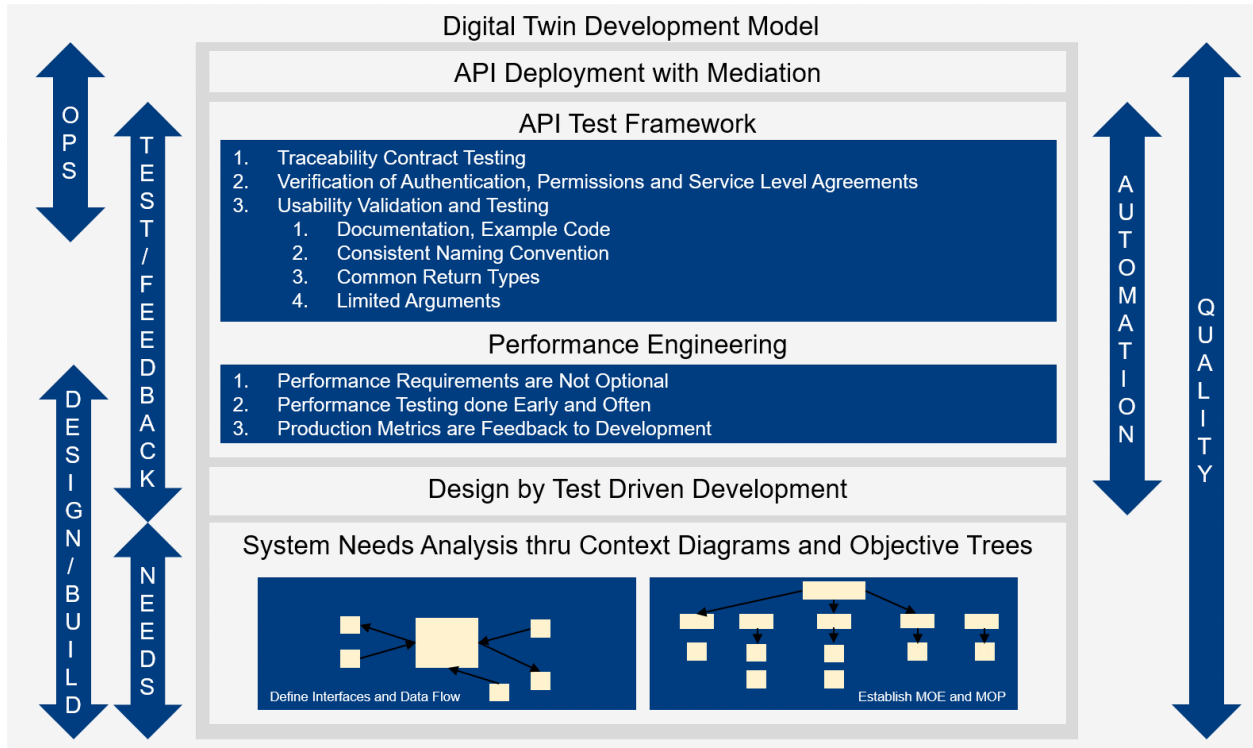 Digital Twin Development Model
API Deployment with Mediation
API Test Framework
1. Traceability Contract Testing
2. Verification of Authentication, Permissions and Service Level Agreements
3. Usability Validation and Testing
1. Documentation, Example Code
2. Consistent Naming Convention
3. Common Return Types
4. Limited Arguments
Performance Engineering
1. Performance Requirements are Not Optional
2. Performance Testing done Early and Often
3. Production Metrics are Feedback to Development
Design by Test Driven Development
System Needs Analysis thru Context Diagrams and Objective Trees
Define Interfaces and Data Flow
Establish MOE and MOP
OPS
TEST/FEEDBACK
DESIGN/BUILD
NEEDS
AUTOMATION
QUALITY